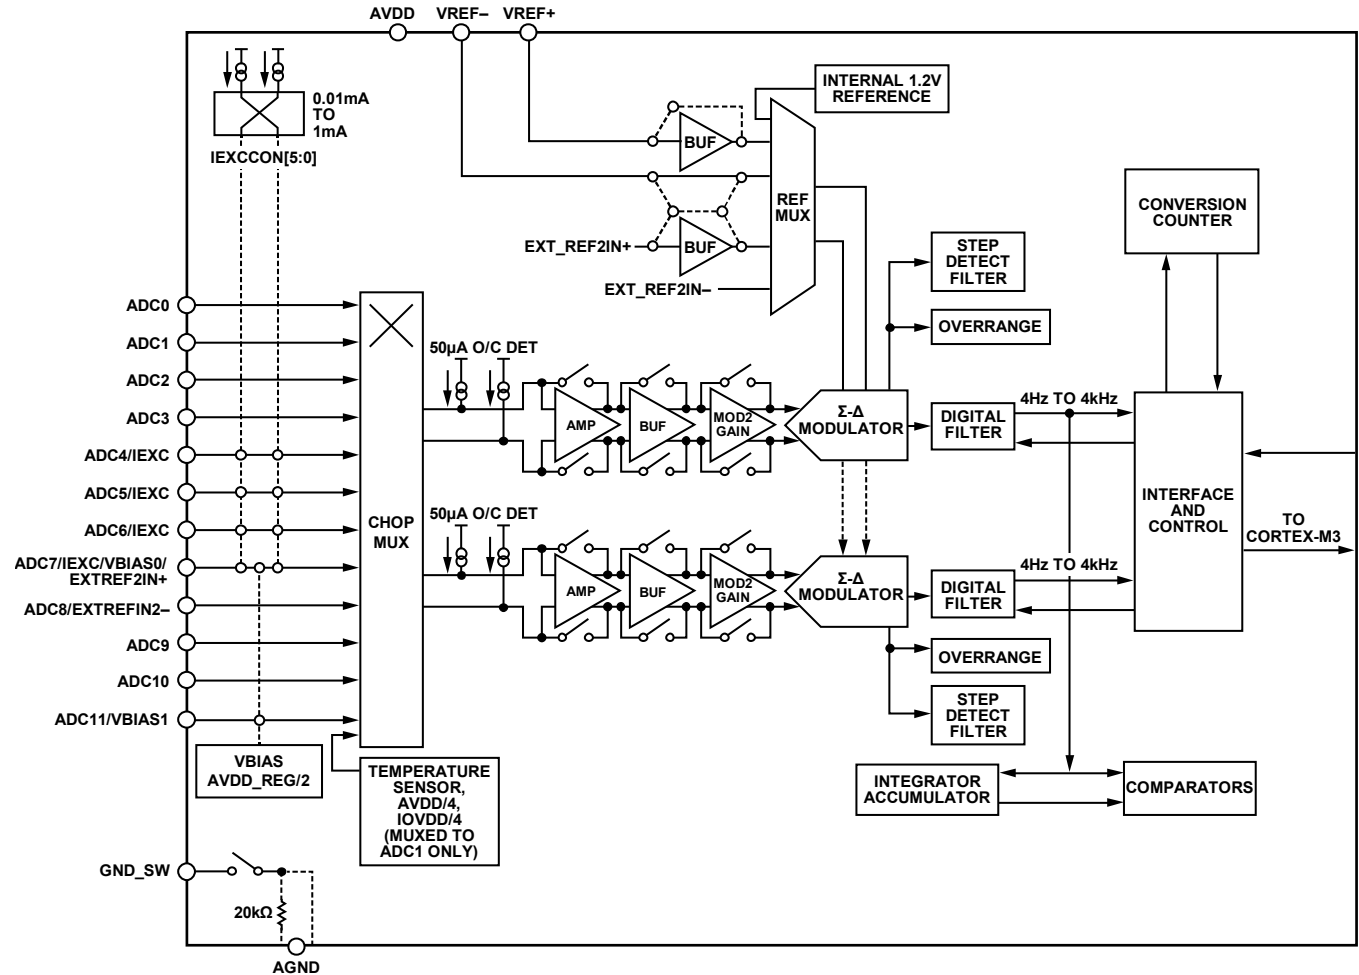 AVDD
VREF–
VREF+
0.01mA
TO
1mA
IEXCCON[5:0]
INTERNAL 1.2V
REFERENCE
BUF
REF
MUX
EXT_REF2IN+
BUF
EXT_REF2IN–
CONVERSION
COUNTER
STEP
DETECT
FILTER
OVERRANGE
ADC0
ADC1
ADC2
ADC3
ADC4/IEXC
ADC5/IEXC
ADC6/IEXC
ADC7/IEXC/VBIAS0/
EXTREF2IN+
ADC8/EXTREFIN2–
ADC9
ADC10
ADC11/VBIAS1
CHOP
MUX
50µA O/C DET
AMP
BUF
MOD2
GAIN
Σ-Δ
MODULATOR
DIGITAL
FILTER
4Hz TO 4kHz
50µA O/C DET
AMP
BUF
MOD2
GAIN
Σ-Δ
MODULATOR
DIGITAL
FILTER
4Hz TO 4kHz
INTERFACE
AND
CONTROL
TO
CORTEX-M3
OVERRANGE
STEP
DETECT
FILTER
VBIAS
AVDD_REG/2
TEMPERATURE
SENSOR,
AVDD/4,
IOVDD/4
(MUXED TO
ADC1 ONLY)
INTEGRATOR
ACCUMULATOR
COMPARATORS
GND_SW
20kΩ
AGND